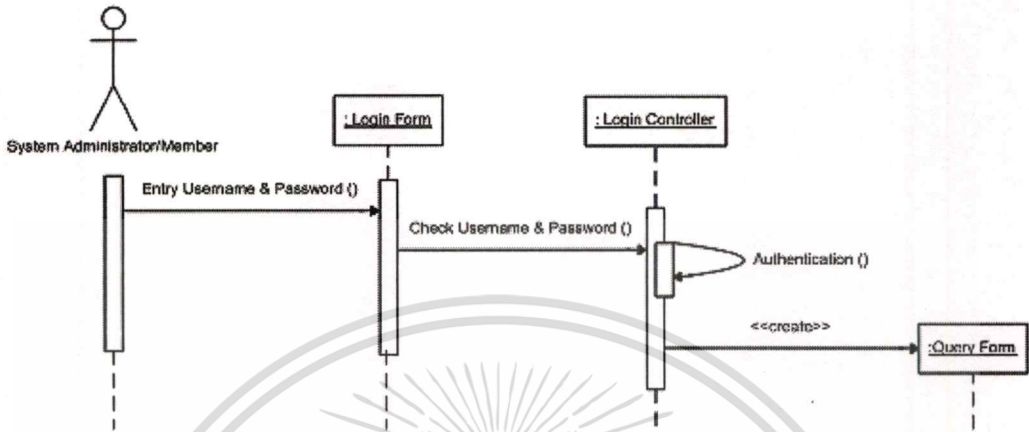 System Administrator/Member
: Login Form
: Login Controller
Entry Username & Password ()
Check Username & Password ()
Authentication ()
<<create>>
:Query Form